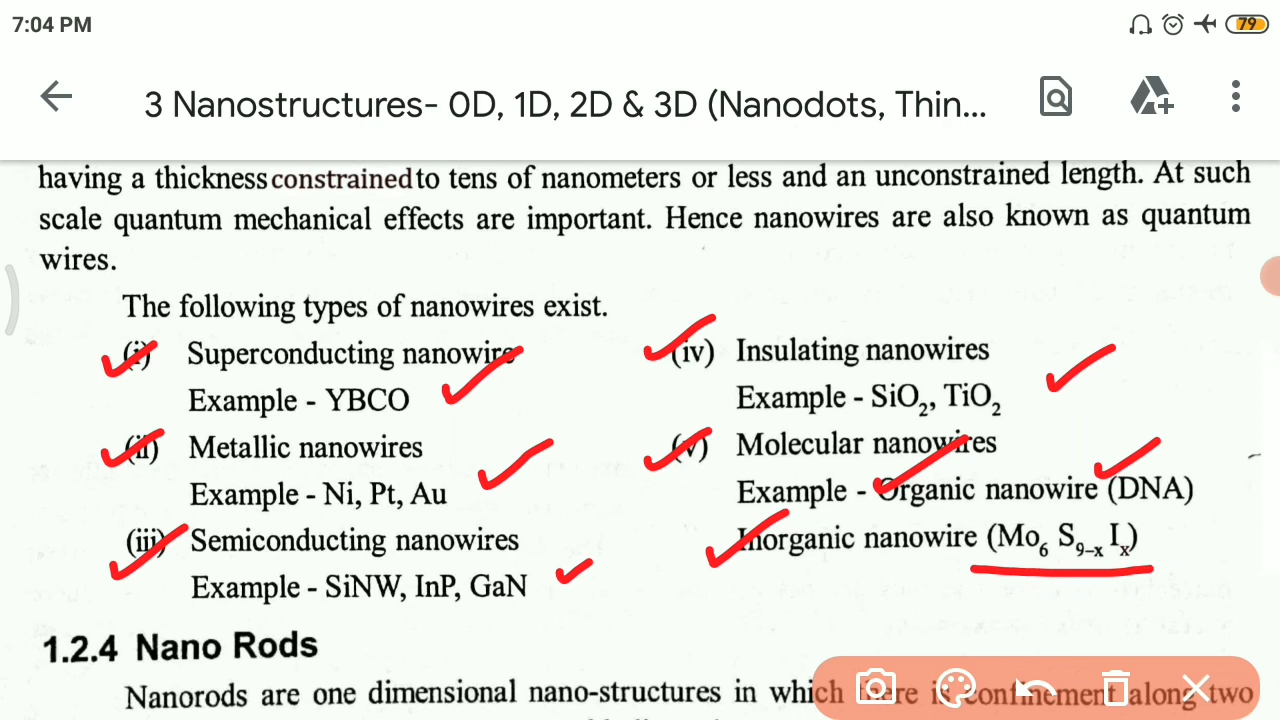 7:04 PM
79
3 Nanostructures- 0D, 1D, 2D & 3D (Nanodots, Thin...
having a thickness constrained to tens of nanometers or less and an unconstrained length. At such
scale quantum mechanical effects are important. Hence nanowires are also known as quantum
wires.
The following types of nanowires exist.
(i) Superconducting nanowire
Example - YBCO
(ii) Metallic nanowires
Example - Ni, Pt, Au
(iii) Semiconducting nanowires
Example - SiNW, InP, GaN
(iv) Insulating nanowires
Example - SiO₂, TiO₂
(v) Molecular nanowires
Example - Organic nanowire (DNA)
Inorganic nanowire (Mo₆ S₉₋ₓ Iₓ)
1.2.4 Nano Rods
Nanorods are one dimensional nano-structures in which there is confinement along two